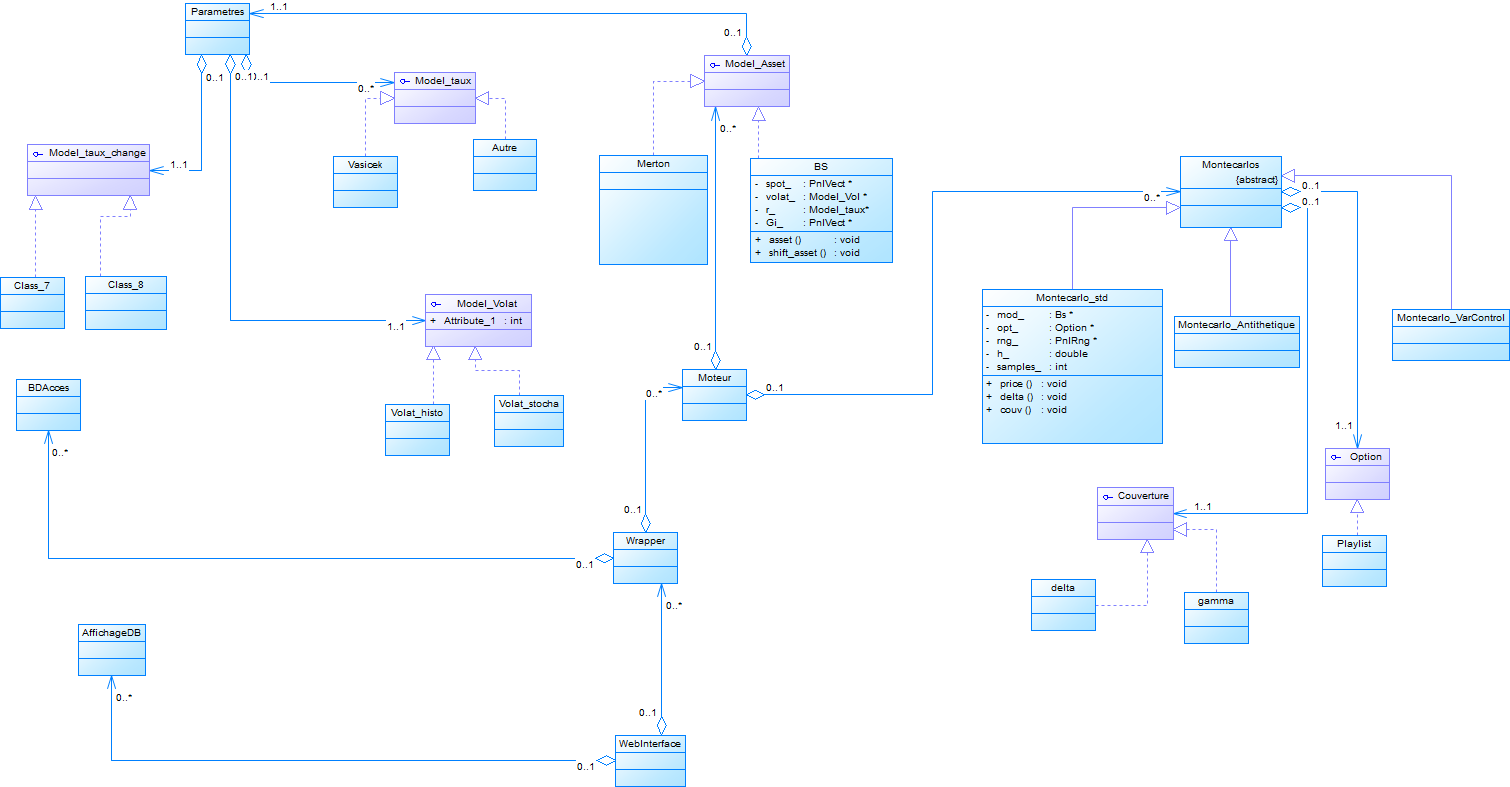 Parametres
1..1
0..1
0..1
0..1
)..1
0..*
Model_taux
Model_Asset
Model_taux_change
1..1
Vasicek
Autre
0..*
Merton
BS
- spot_ : PnlVect *
- volat_ : Model_Vol *
- r_ : Model_taux*
- Gi_ : PnlVect *
+ asset () : void
+ shift_asset () : void
Montecarlos
{abstract}
0..1
0..1
0..*
Class_7
Class_8
Model_Volat
+ Attribute_1 : int
1..1
Montecarlo_std
- mod_ : Bs *
- opt_ : Option *
- rng_ : PnlRng *
- h_ : double
- samples_ : int
+ price () : void
+ delta () : void
+ couv () : void
Montecarlo_Antithetique
Montecarlo_VarControl
0..1
Moteur
0..1
0..*
BDAcces
0..*
Volat_histo
Volat_stocha
1..1
Option
Couverture
1..1
0..1
Wrapper
0..1
0..*
Playlist
delta
gamma
AffichageDB
0..*
0..1
WebInterface
0..1